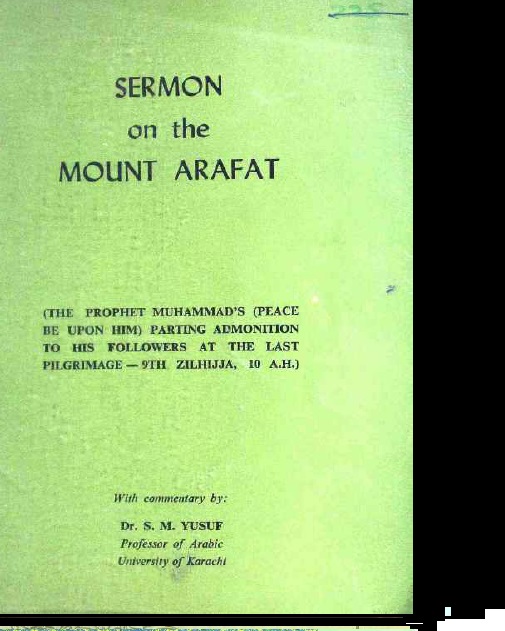 SERMON
on the
MOUNT ARAFAT
(THE PROPHET MUHAMMAD'S (PEACE
BE UPON HIM) PARTING ADMONITION
TO HIS FOLLOWERS AT THE LAST
PILGRIMAGE — 9TH ZILHIJJA, 10 A.H.)
With commentary by:
Dr. S. M. YUSUF
Professor of Arabic
University of Karachi